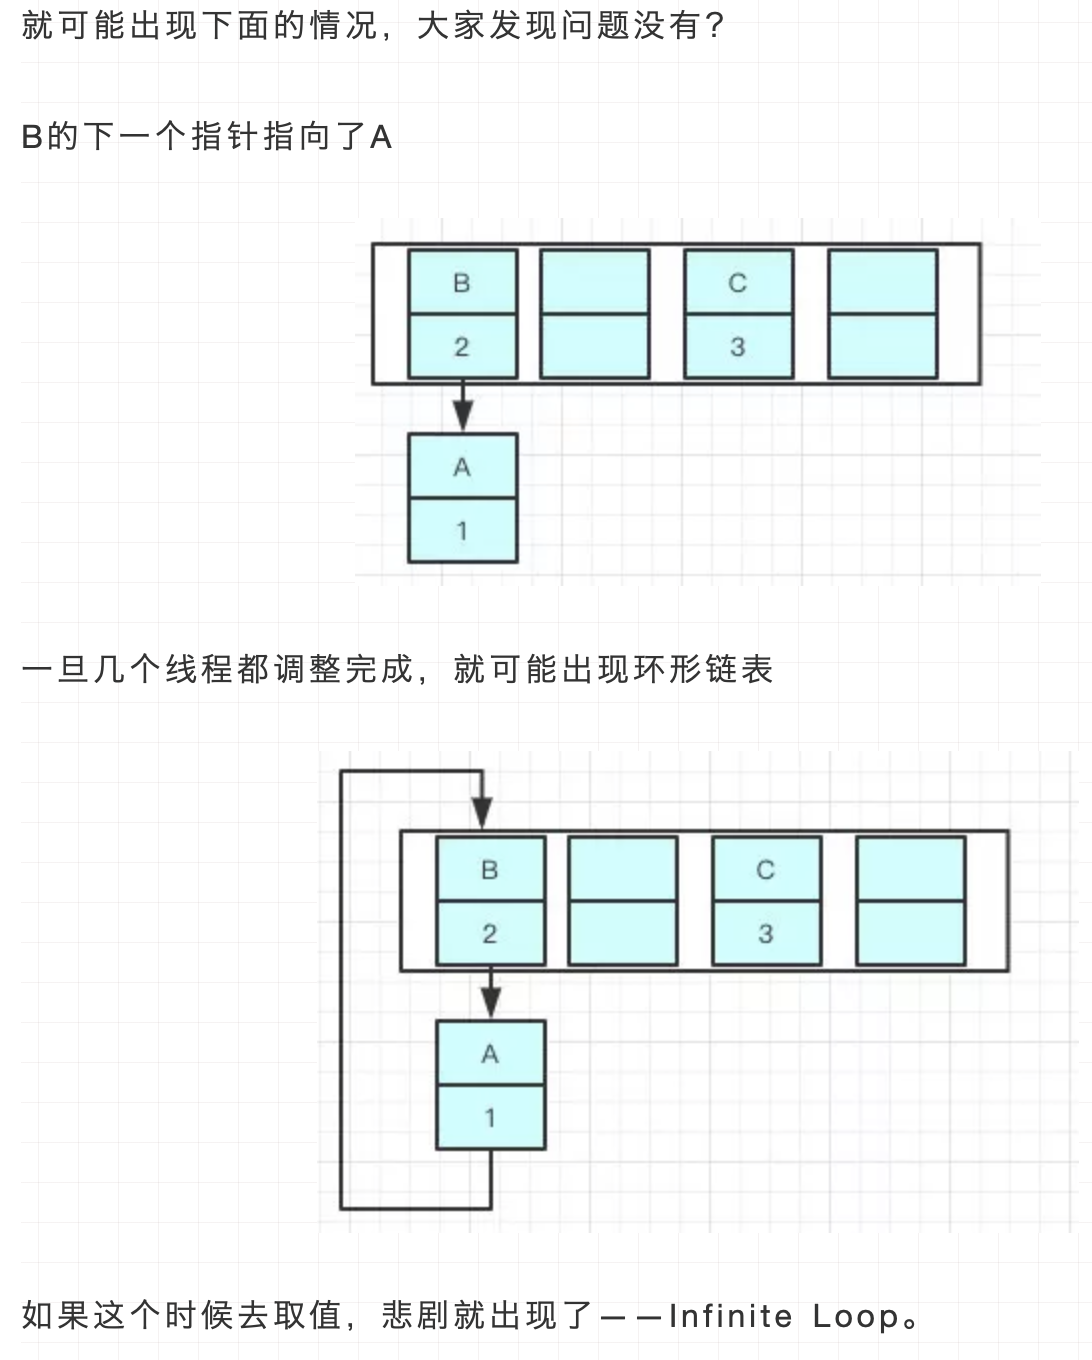 就可能出现下面的情况，大家发现问题没有？
B的下一个指针指向了A
B C
2 3
A
1
一旦几个线程都调整完成，就可能出现环形链表
B C
2 3
A
1
如果这个时候去取值，悲剧就出现了——Infinite Loop。